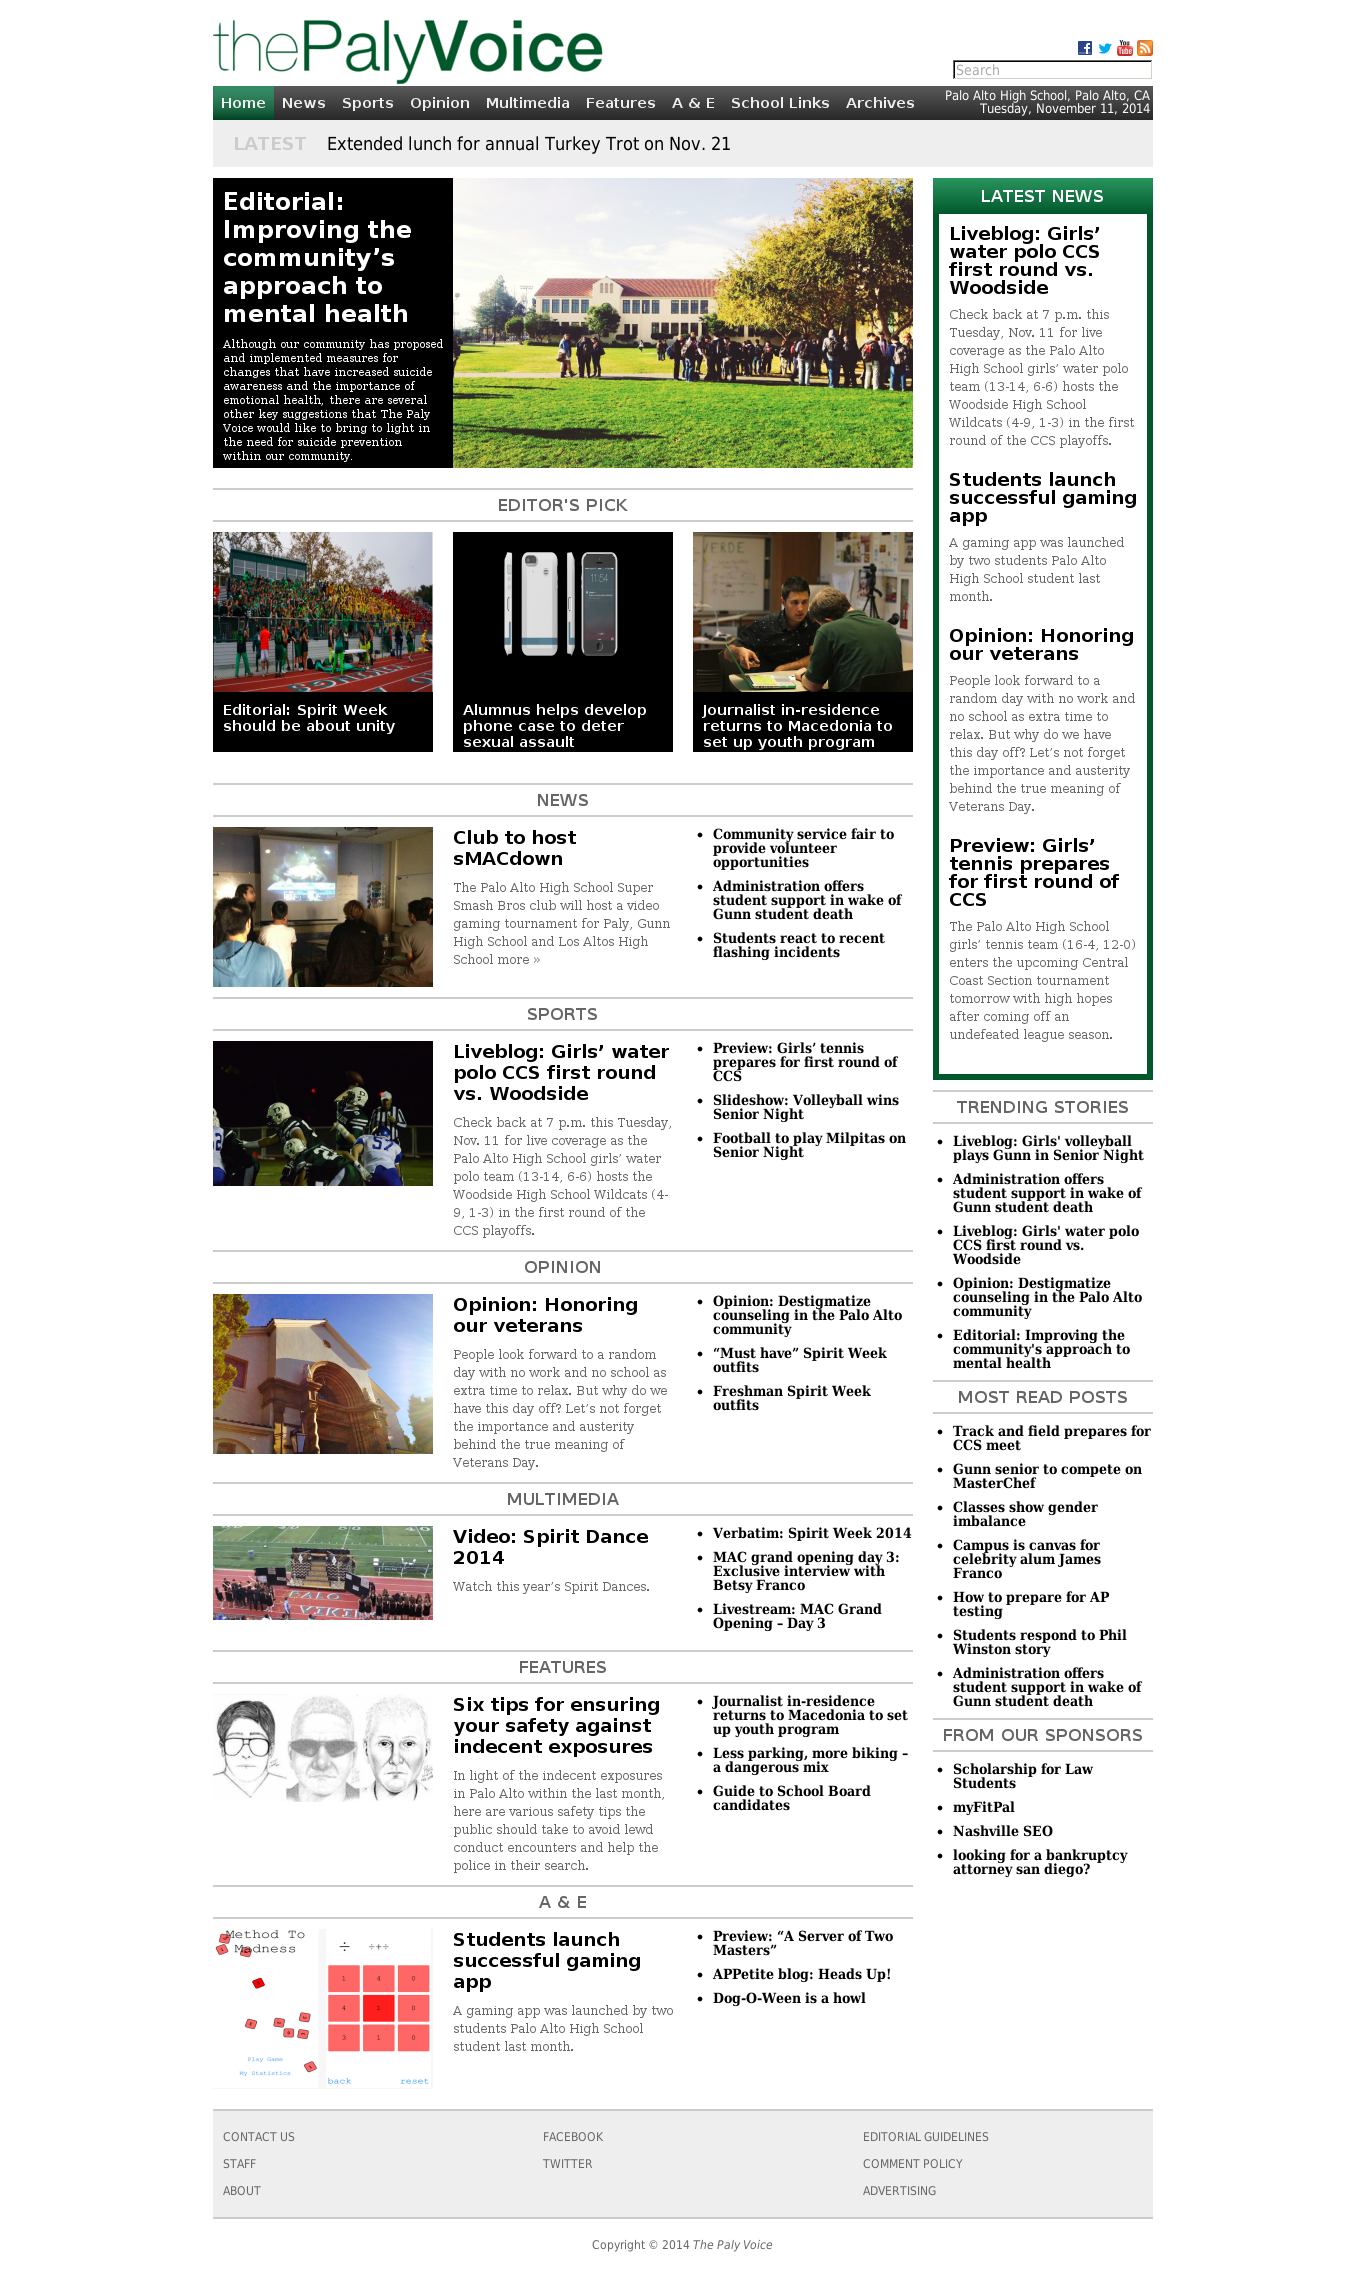 thePalyVoice
Search
Home News Sports Opinion Multimedia Features A & E School Links Archives
Palo Alto High School, Palo Alto, CA
Tuesday, November 11, 2014
LATEST Extended lunch for annual Turkey Trot on Nov. 21
Editorial:
Improving the
community’s
approach to
mental health
Although our community has proposed
and implemented measures for
changes that have increased suicide
awareness and the importance of
emotional health, there are several
other key suggestions that The Paly
Voice would like to bring to light in
the need for suicide prevention
within our community.
EDITOR'S PICK
Editorial: Spirit Week
should be about unity
11:54
Alumnus helps develop
phone case to deter
sexual assault
VERDE
Journalist in-residence
returns to Macedonia to
set up youth program
NEWS
Club to host
sMACdown
The Palo Alto High School Super
Smash Bros club will host a video
gaming tournament for Paly, Gunn
High School and Los Altos High
School more »
• Community service fair to
provide volunteer
opportunities
• Administration offers
student support in wake of
Gunn student death
• Students react to recent
flashing incidents
SPORTS
57
Liveblog: Girls’ water
polo CCS first round
vs. Woodside
Check back at 7 p.m. this Tuesday,
Nov. 11 for live coverage as the
Palo Alto High School girls’ water
polo team (13-14, 6-6) hosts the
Woodside High School Wildcats (4-
9, 1-3) in the first round of the
CCS playoffs.
• Preview: Girls’ tennis
prepares for first round of
CCS
• Slideshow: Volleyball wins
Senior Night
• Football to play Milpitas on
Senior Night
OPINION
Opinion: Honoring
our veterans
People look forward to a random
day with no work and no school as
extra time to relax. But why do we
have this day off? Let’s not forget
the importance and austerity
behind the true meaning of
Veterans Day.
• Opinion: Destigmatize
counseling in the Palo Alto
community
• “Must have” Spirit Week
outfits
• Freshman Spirit Week
outfits
MULTIMEDIA
Video: Spirit Dance
2014
Watch this year’s Spirit Dances.
• Verbatim: Spirit Week 2014
• MAC grand opening day 3:
Exclusive interview with
Betsy Franco
• Livestream: MAC Grand
Opening – Day 3
FEATURES
Six tips for ensuring
your safety against
indecent exposures
In light of the indecent exposures
in Palo Alto within the last month,
here are various safety tips the
public should take to avoid lewd
conduct encounters and help the
police in their search.
• Journalist in-residence
returns to Macedonia to set
up youth program
• Less parking, more biking –
a dangerous mix
• Guide to School Board
candidates
A & E
Method To
Madness
Play Game
My Statistics
÷ ÷+÷
1 4 0
4 1 0
3 1 0
back reset
Students launch
successful gaming
app
A gaming app was launched by two
students Palo Alto High School
student last month.
• Preview: “A Server of Two
Masters”
• APPetite blog: Heads Up!
• Dog-O-Ween is a howl
LATEST NEWS
Liveblog: Girls’
water polo CCS
first round vs.
Woodside
Check back at 7 p.m. this
Tuesday, Nov. 11 for live
coverage as the Palo Alto
High School girls’ water polo
team (13-14, 6-6) hosts the
Woodside High School
Wildcats (4-9, 1-3) in the first
round of the CCS playoffs.
Students launch
successful gaming
app
A gaming app was launched
by two students Palo Alto
High School student last
month.
Opinion: Honoring
our veterans
People look forward to a
random day with no work and
no school as extra time to
relax. But why do we have
this day off? Let’s not forget
the importance and austerity
behind the true meaning of
Veterans Day.
Preview: Girls’
tennis prepares
for first round of
CCS
The Palo Alto High School
girls’ tennis team (16-4, 12-0)
enters the upcoming Central
Coast Section tournament
tomorrow with high hopes
after coming off an
undefeated league season.
TRENDING STORIES
• Liveblog: Girls' volleyball
plays Gunn in Senior Night
• Administration offers
student support in wake of
Gunn student death
• Liveblog: Girls' water polo
CCS first round vs.
Woodside
• Opinion: Destigmatize
counseling in the Palo Alto
community
• Editorial: Improving the
community's approach to
mental health
MOST READ POSTS
• Track and field prepares for
CCS meet
• Gunn senior to compete on
MasterChef
• Classes show gender
imbalance
• Campus is canvas for
celebrity alum James
Franco
• How to prepare for AP
testing
• Students respond to Phil
Winston story
• Administration offers
student support in wake of
Gunn student death
FROM OUR SPONSORS
• Scholarship for Law
Students
• myFitPal
• Nashville SEO
• looking for a bankruptcy
attorney san diego?
CONTACT US
STAFF
ABOUT
FACEBOOK
TWITTER
EDITORIAL GUIDELINES
COMMENT POLICY
ADVERTISING
Copyright © 2014 The Paly Voice